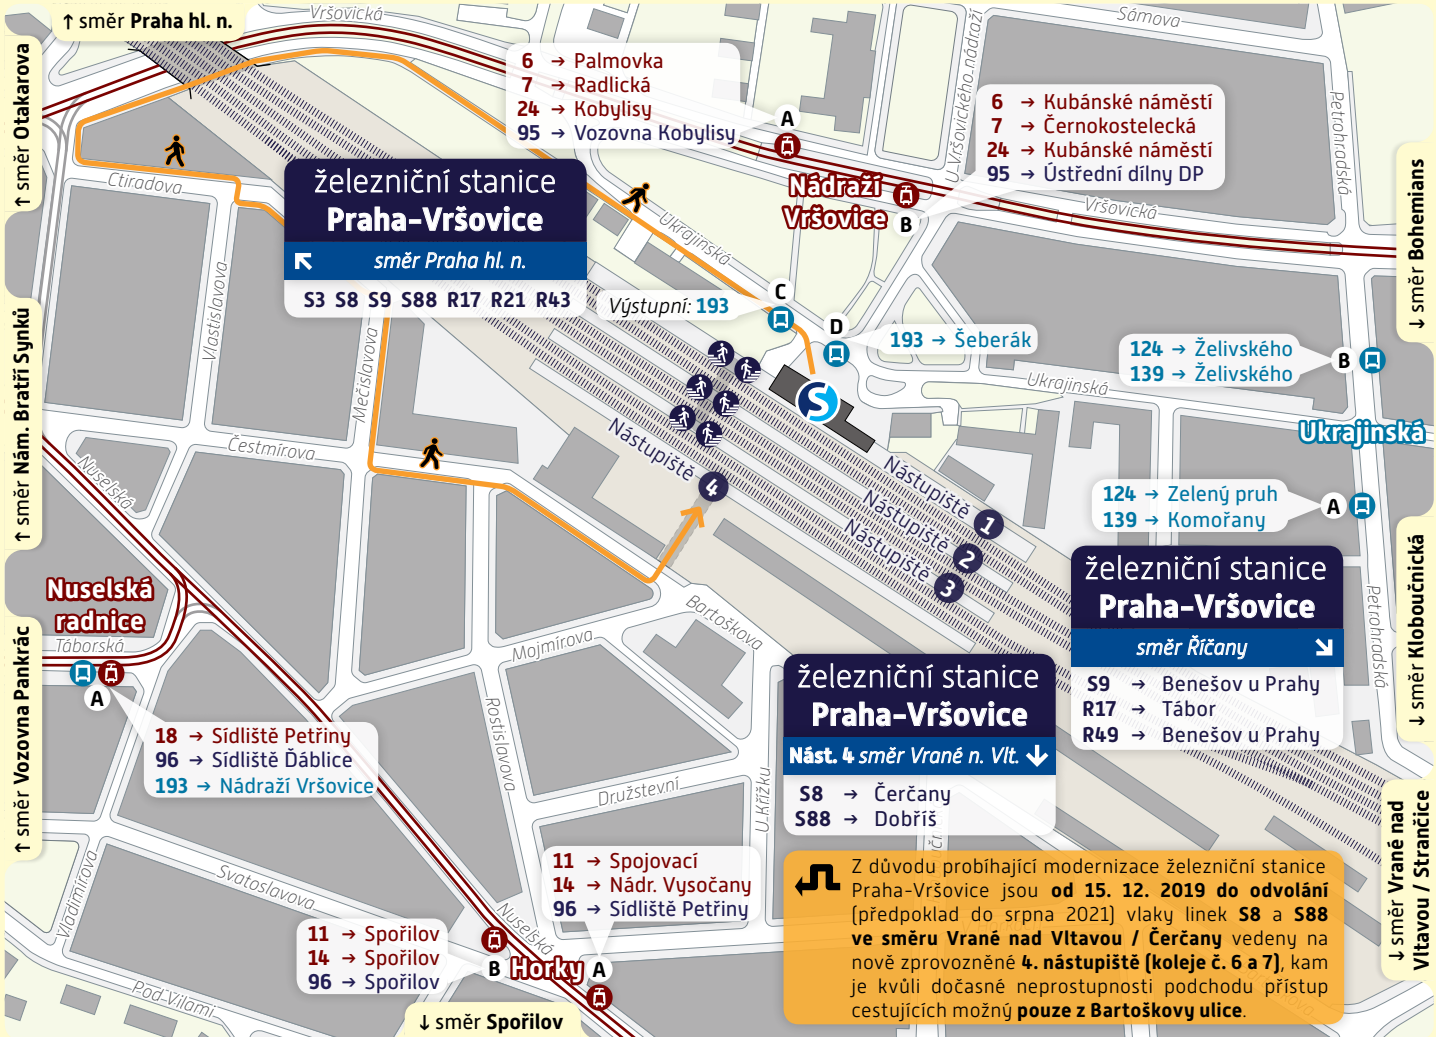 ↑ směr Praha hl. n.
Vršovická
Sámova
↑ směr Otakarova
6 → Palmovka
7 → Radlická
24 → Kobylisy
95 → Vozovna Kobylisy
A
U Vršovického nádraží
6 → Kubánské náměstí
7 → Černokostelecká
24 → Kubánské náměstí
95 → Ústřední dílny DP
Petrohradská
Ctiradova
železniční stanice
Praha-Vršovice
směr Praha hl. n.
S3 S8 S9 S88 R17 R21 R43
Nádraží
Vršovice
B
Vršovická
Ukrajinská
↓ směr Bohemians
Vlastislavova
Mečislavova
Výstupní: 193
C
D
193 → Šeberák
124 → Želivského
139 → Želivského
B
Ukrajinská
Ukrajinská
↑ směr Nám. Bratří Synků
Čestmírova
Nuselská
S
Nástupiště
4
Nástupiště
1
Nástupiště
2
Nástupiště
3
124 → Zelený pruh
139 → Komořany
A
↓ směr Kloboučnická
Petrohradská
Nuselská
radnice
Táborská
A
18 → Sídliště Petřiny
96 → Sídliště Ďáblice
193 → Nádraží Vršovice
↑ směr Vozovna Pankrác
Bartoškova
Mojmírova
Rostislavova
Družstevní
U Křížku
železniční stanice
Praha-Vršovice
směr Říčany
S9 → Benešov u Prahy
R17 → Tábor
R49 → Benešov u Prahy
železniční stanice
Praha-Vršovice
Nást. 4 směr Vrané n. Vlt.
S8 → Čerčany
S88 → Dobříš
↓ směr Vrané nad
Vltavou / Strančice
Vladimírova
Svatoslavova
Nuselská
Pod Vilami
11 → Spojovací
14 → Nádr. Vysočany
96 → Sídliště Petřiny
11 → Spořilov
14 → Spořilov
96 → Spořilov
B
Horky
A
↓ směr Spořilov
Z důvodu probíhající modernizace železniční stanice
Praha-Vršovice jsou od 15. 12. 2019 do odvolání
(předpoklad do srpna 2021) vlaky linek S8 a S88
ve směru Vrané nad Vltavou / Čerčany vedeny na
nově zprovozněné 4. nástupiště (koleje č. 6 a 7), kam
je kvůli dočasné neprostupnosti podchodu přístup
cestujících možný pouze z Bartoškovy ulice.